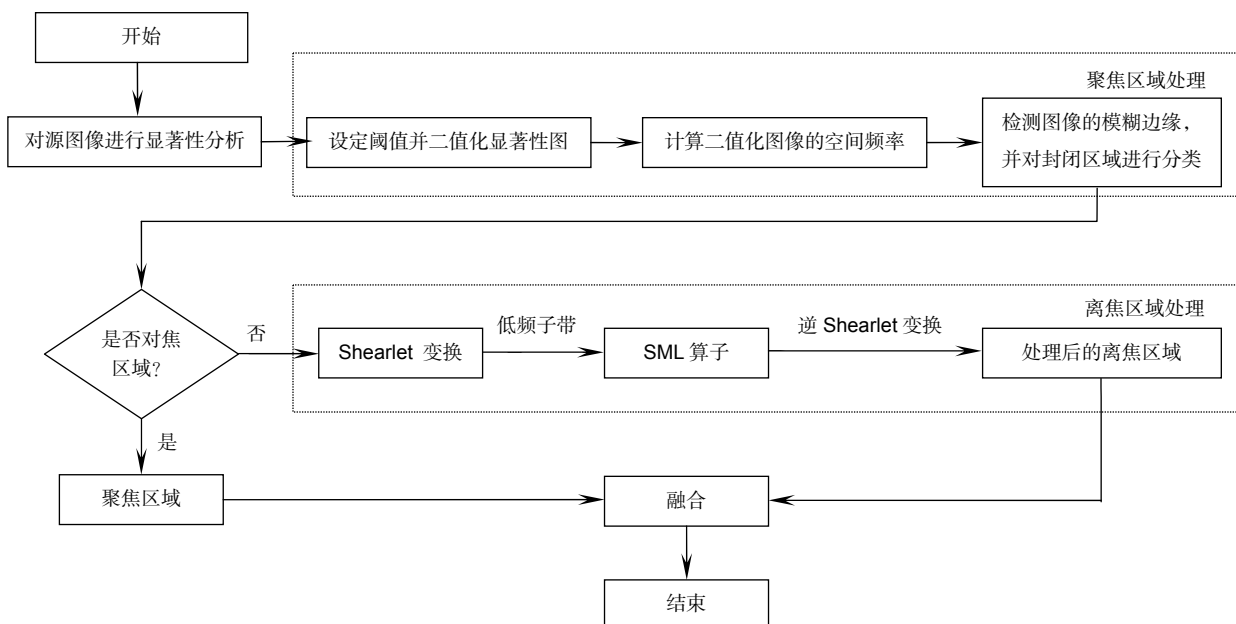 开始
聚焦区域处理
对源图像进行显著性分析
设定阈值并二值化显著性图
计算二值化图像的空间频率
检测图像的模糊边缘，
并对封闭区域进行分类
离焦区域处理
是否对焦
区域？
否
Shearlet 变换
低频子带
SML 算子
逆 Shearlet 变换
处理后的离焦区域
是
聚焦区域
融合
结束